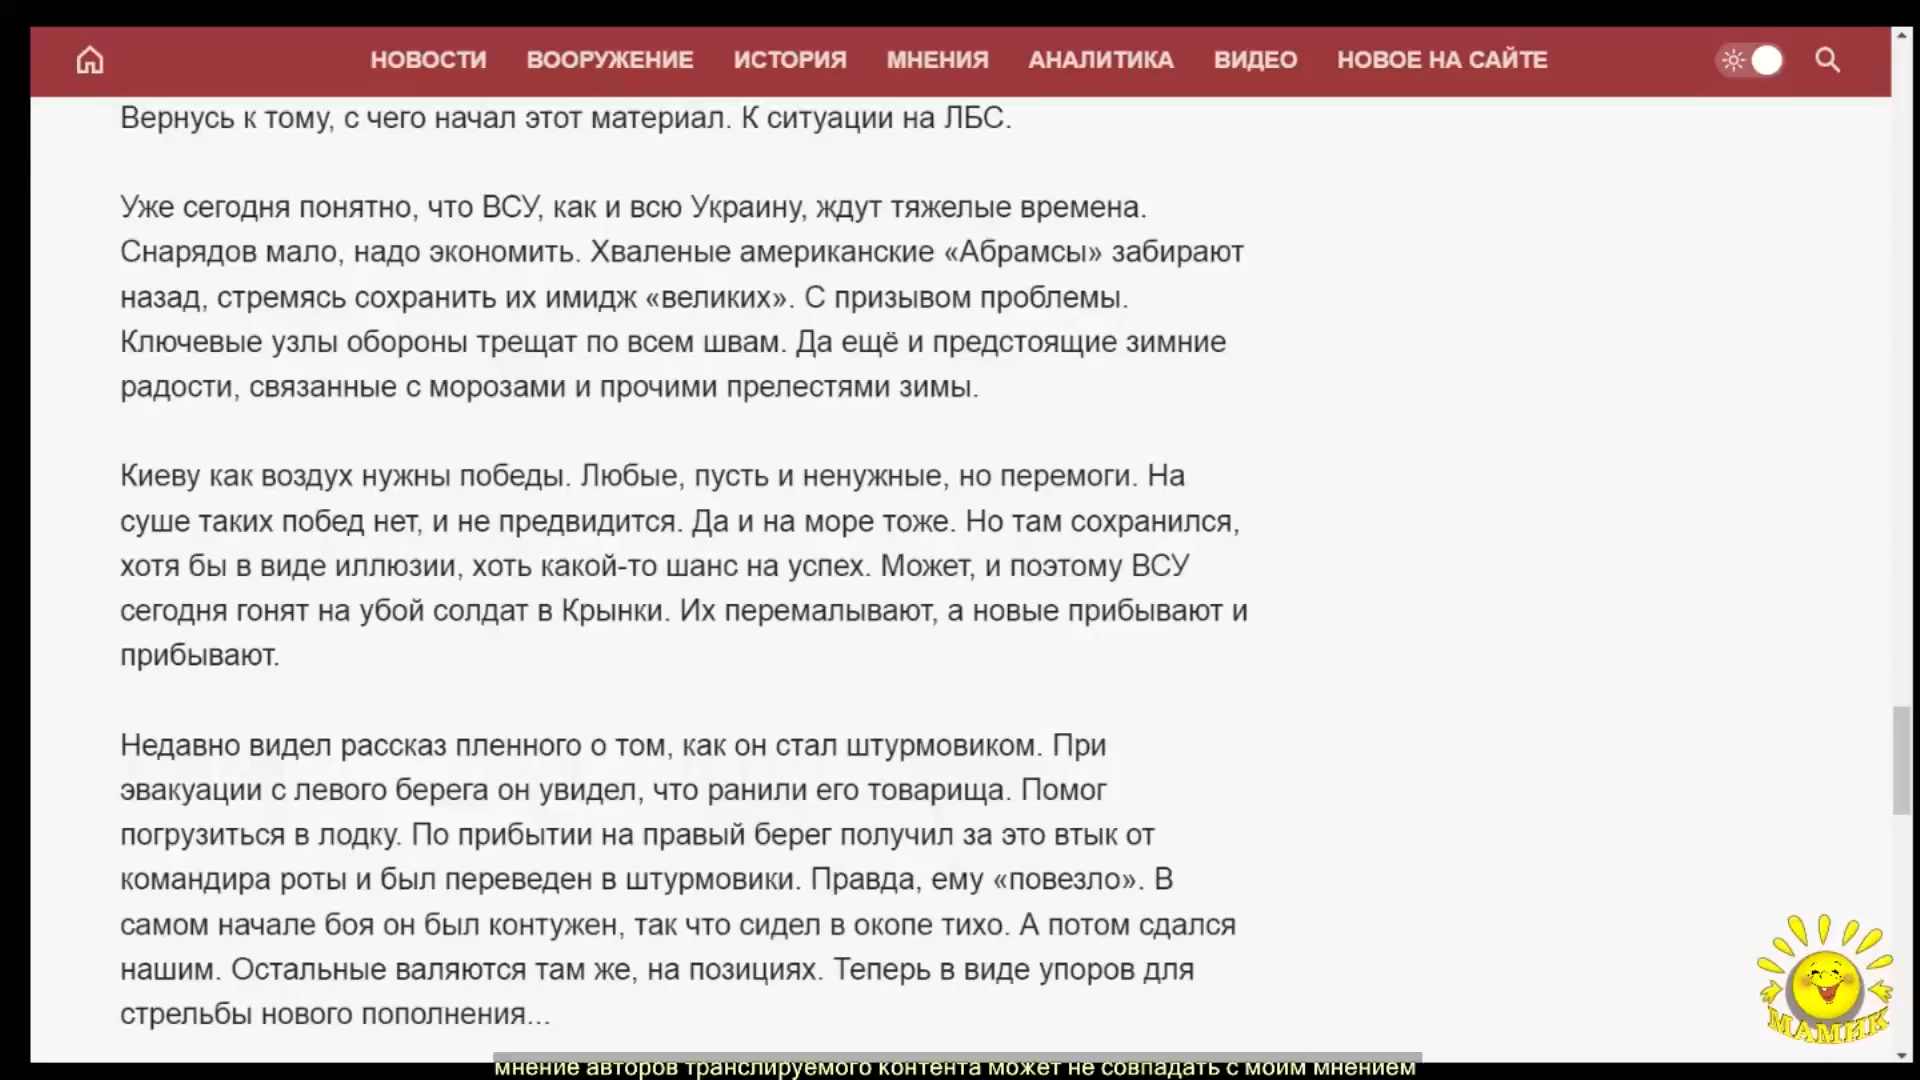 НОВОСТИ ВООРУЖЕНИЕ ИСТОРИЯ МНЕНИЯ АНАЛИТИКА ВИДЕО НОВОЕ НА САЙТЕ
Вернусь к тому, с чего начал этот материал. К ситуации на ЛБС.
Уже сегодня понятно, что ВСУ, как и всю Украину, ждут тяжелые времена.
Снарядов мало, надо экономить. Хваленые американские «Абрамсы» забирают
назад, стремясь сохранить их имидж «великих». С призывом проблемы.
Ключевые узлы обороны трещат по всем швам. Да ещё и предстоящие зимние
радости, связанные с морозами и прочими прелестями зимы.
Киеву как воздух нужны победы. Любые, пусть и ненужные, но перемоги. На
суше таких побед нет, и не предвидится. Да и на море тоже. Но там сохранился,
хотя бы в виде иллюзии, хоть какой-то шанс на успех. Может, и поэтому ВСУ
сегодня гонят на убой солдат в Крынки. Их перемалывают, а новые прибывают и
прибывают.
Недавно видел рассказ пленного о том, как он стал штурмовиком. При
эвакуации с левого берега он увидел, что ранили его товарища. Помог
погрузиться в лодку. По прибытии на правый берег получил за это втык от
командира роты и был переведен в штурмовики. Правда, ему «повезло». В
самом начале боя он был контужен, так что сидел в окопе тихо. А потом сдался
нашим. Остальные валяются там же, на позициях. Теперь в виде упоров для
стрельбы нового пополнения...
МАМИК
мнение авторов транслируемого контента может не совпадать с моим мнением